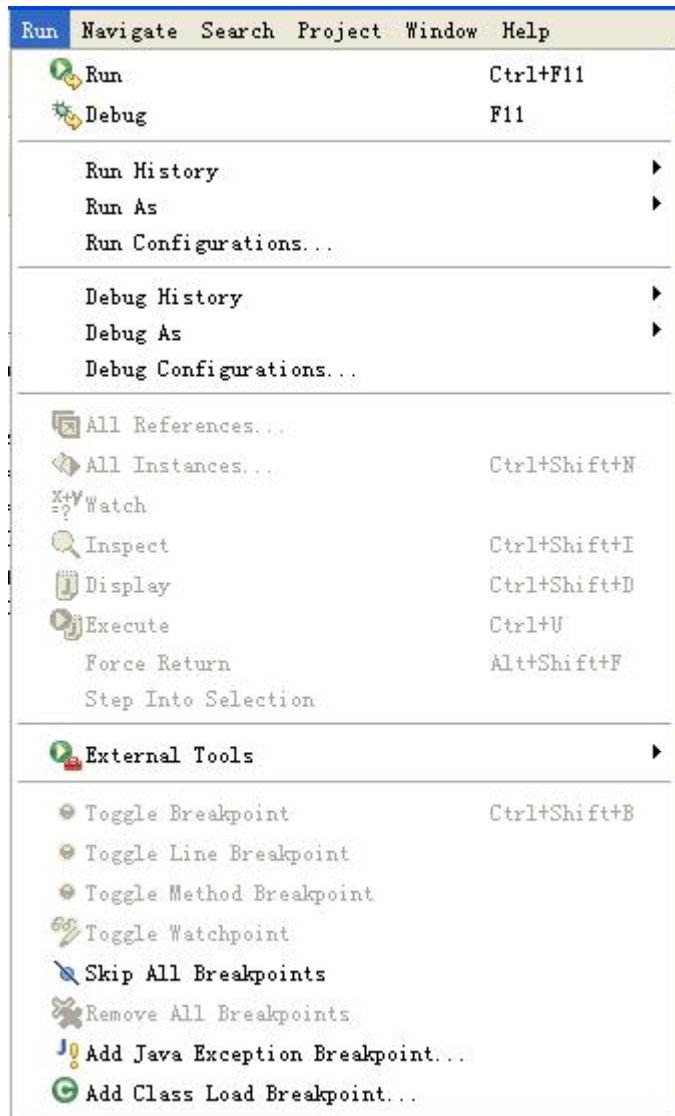 Run Navigate Search Project Window Help
Run Ctrl+F11
Debug F11
Run History
Run As
Run Configurations...
Debug History
Debug As
Debug Configurations...
All References...
All Instances... Ctrl+Shift+N
X+Y=? Watch
Inspect Ctrl+Shift+I
Display Ctrl+Shift+D
Execute Ctrl+U
Force Return Alt+Shift+F
Step Into Selection
External Tools
Toggle Breakpoint Ctrl+Shift+B
Toggle Line Breakpoint
Toggle Method Breakpoint
Toggle Watchpoint
Skip All Breakpoints
Remove All Breakpoints
Add Java Exception Breakpoint...
Add Class Load Breakpoint...